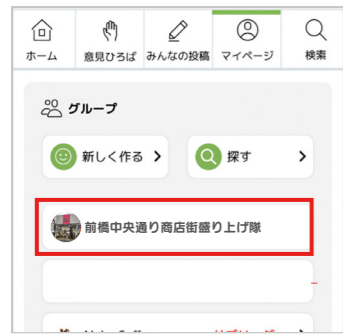 ホーム 意見ひろば みんなの投稿 マイページ 検索
グループ
新しく作る 探す
前橋中央通り商店街盛り上げ隊